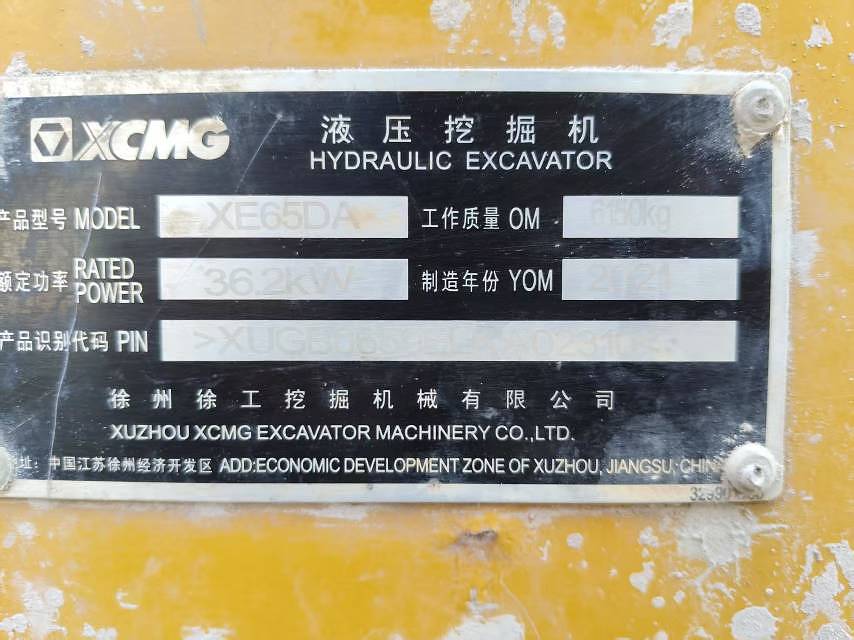 XCMG
液压挖掘机
HYDRAULIC EXCAVATOR
产品型号 MODEL XE65DA 工作质量 OM 6150kg
额定功率 RATED POWER 36.2kW 制造年份 YOM 2021
产品识别代码 PIN
徐州徐工挖掘机械有限公司
XUZHOU XCMG EXCAVATOR MACHINERY CO.,LTD.
地址: 中国江苏徐州经济开发区 ADD:ECONOMIC DEVELOPMENT ZONE OF XUZHOU, JIANGSU, CHINA